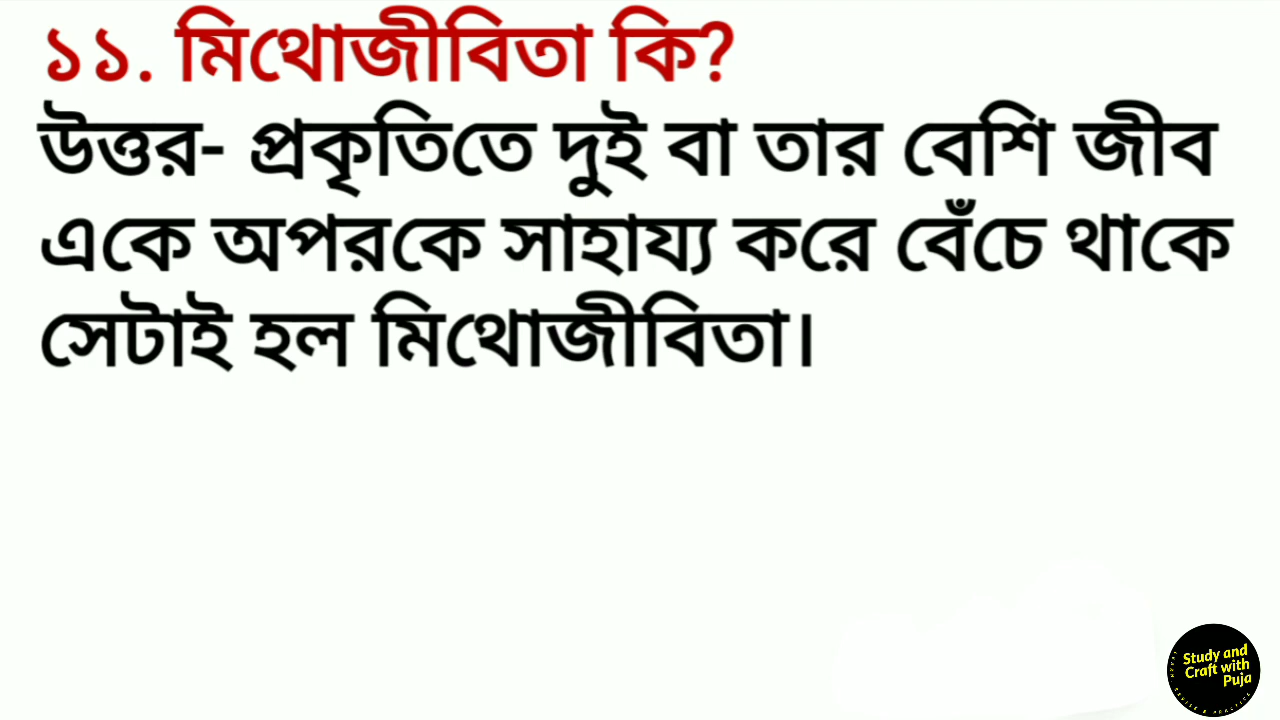 ১১. মিথোজীবিতা কি?
উত্তর- প্রকৃতিতে দুই বা তার বেশি জীব
একে অপরকে সাহায্য করে বেঁচে থাকে
সেটাই হল মিথোজীবিতা।
Study and
Craft with
Puja